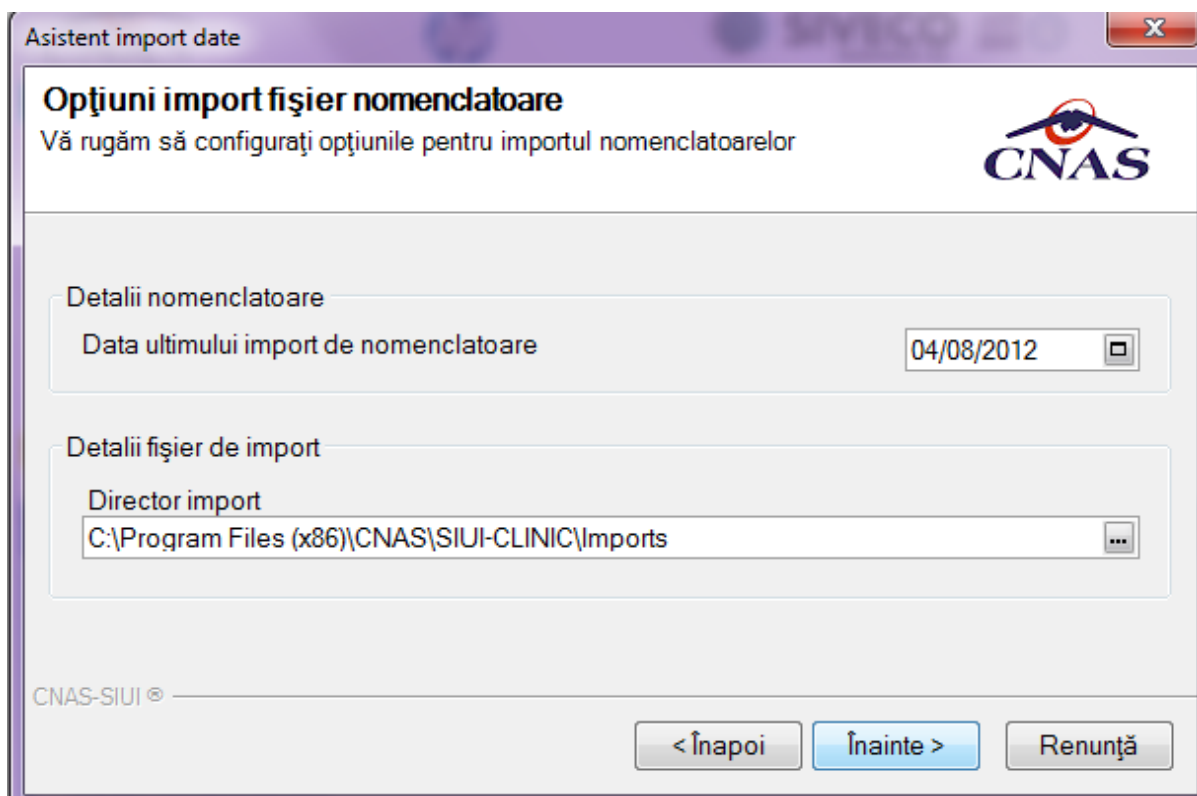 Asistent import date
SIVECO
Opţiuni import fişier nomenclatoare
Vă rugăm să configuraţi opţiunile pentru importul nomenclatoarelor
CNAS
Detalii nomenclatoare
Data ultimului import de nomenclatoare
04/08/2012
Detalii fişier de import
Director import
C:\Program Files (x86)\CNAS\SIUI-CLINIC\Imports
...
CNAS-SIUI ®
< Înapoi
Înainte >
Renunţă